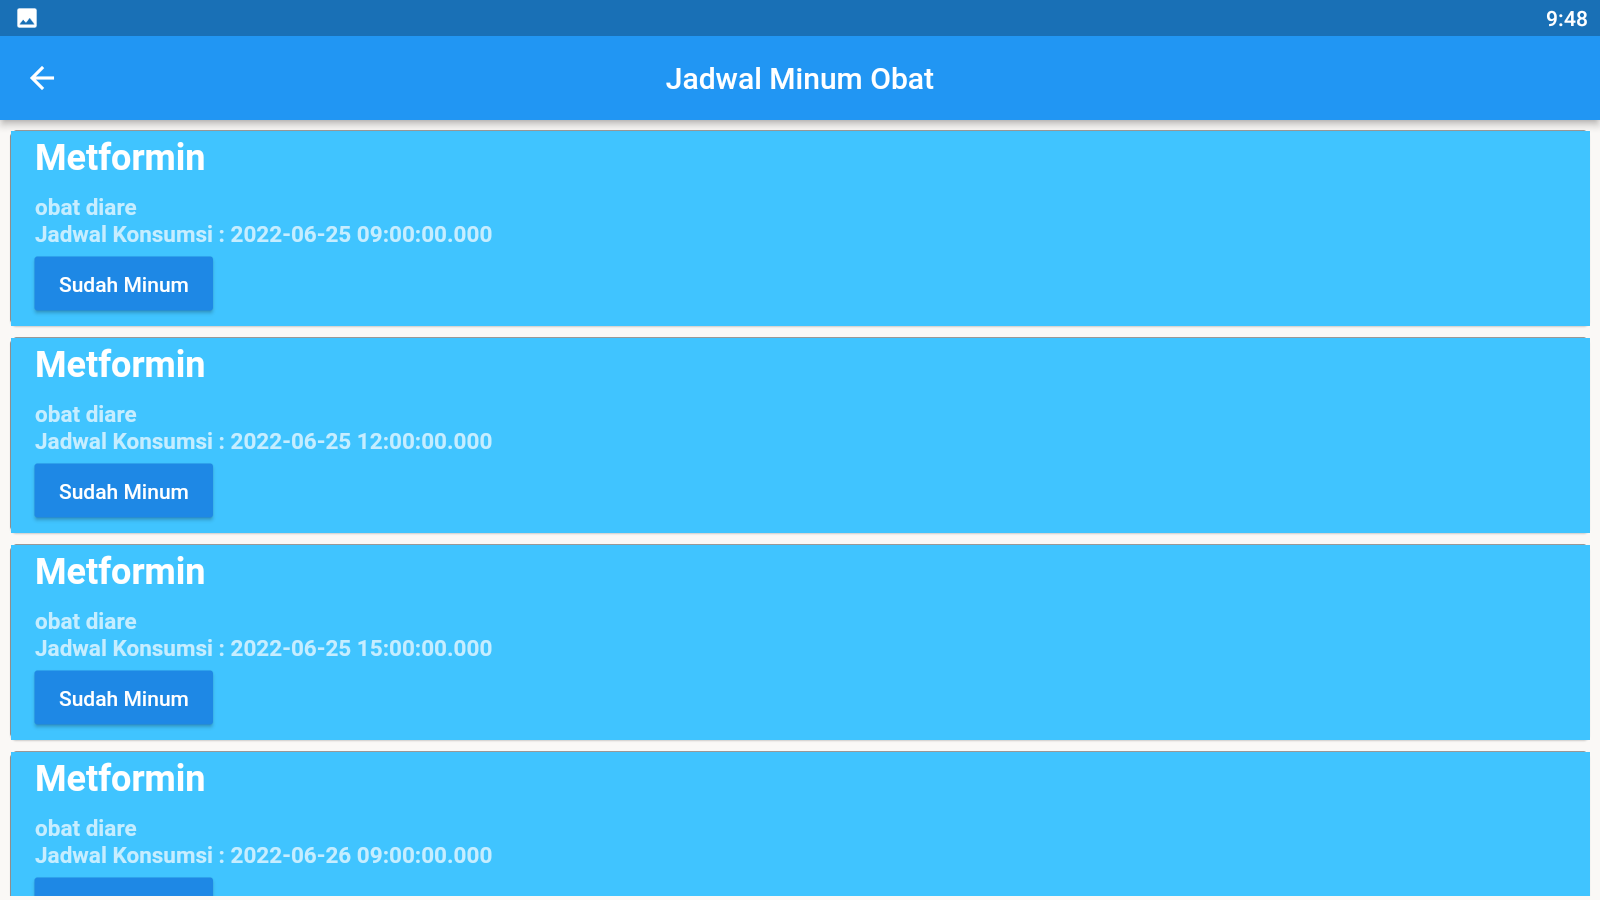 9:48
Jadwal Minum Obat
Metformin
obat diare
Jadwal Konsumsi : 2022-06-25 09:00:00.000
Sudah Minum
Metformin
obat diare
Jadwal Konsumsi : 2022-06-25 12:00:00.000
Sudah Minum
Metformin
obat diare
Jadwal Konsumsi : 2022-06-25 15:00:00.000
Sudah Minum
Metformin
obat diare
Jadwal Konsumsi : 2022-06-26 09:00:00.000